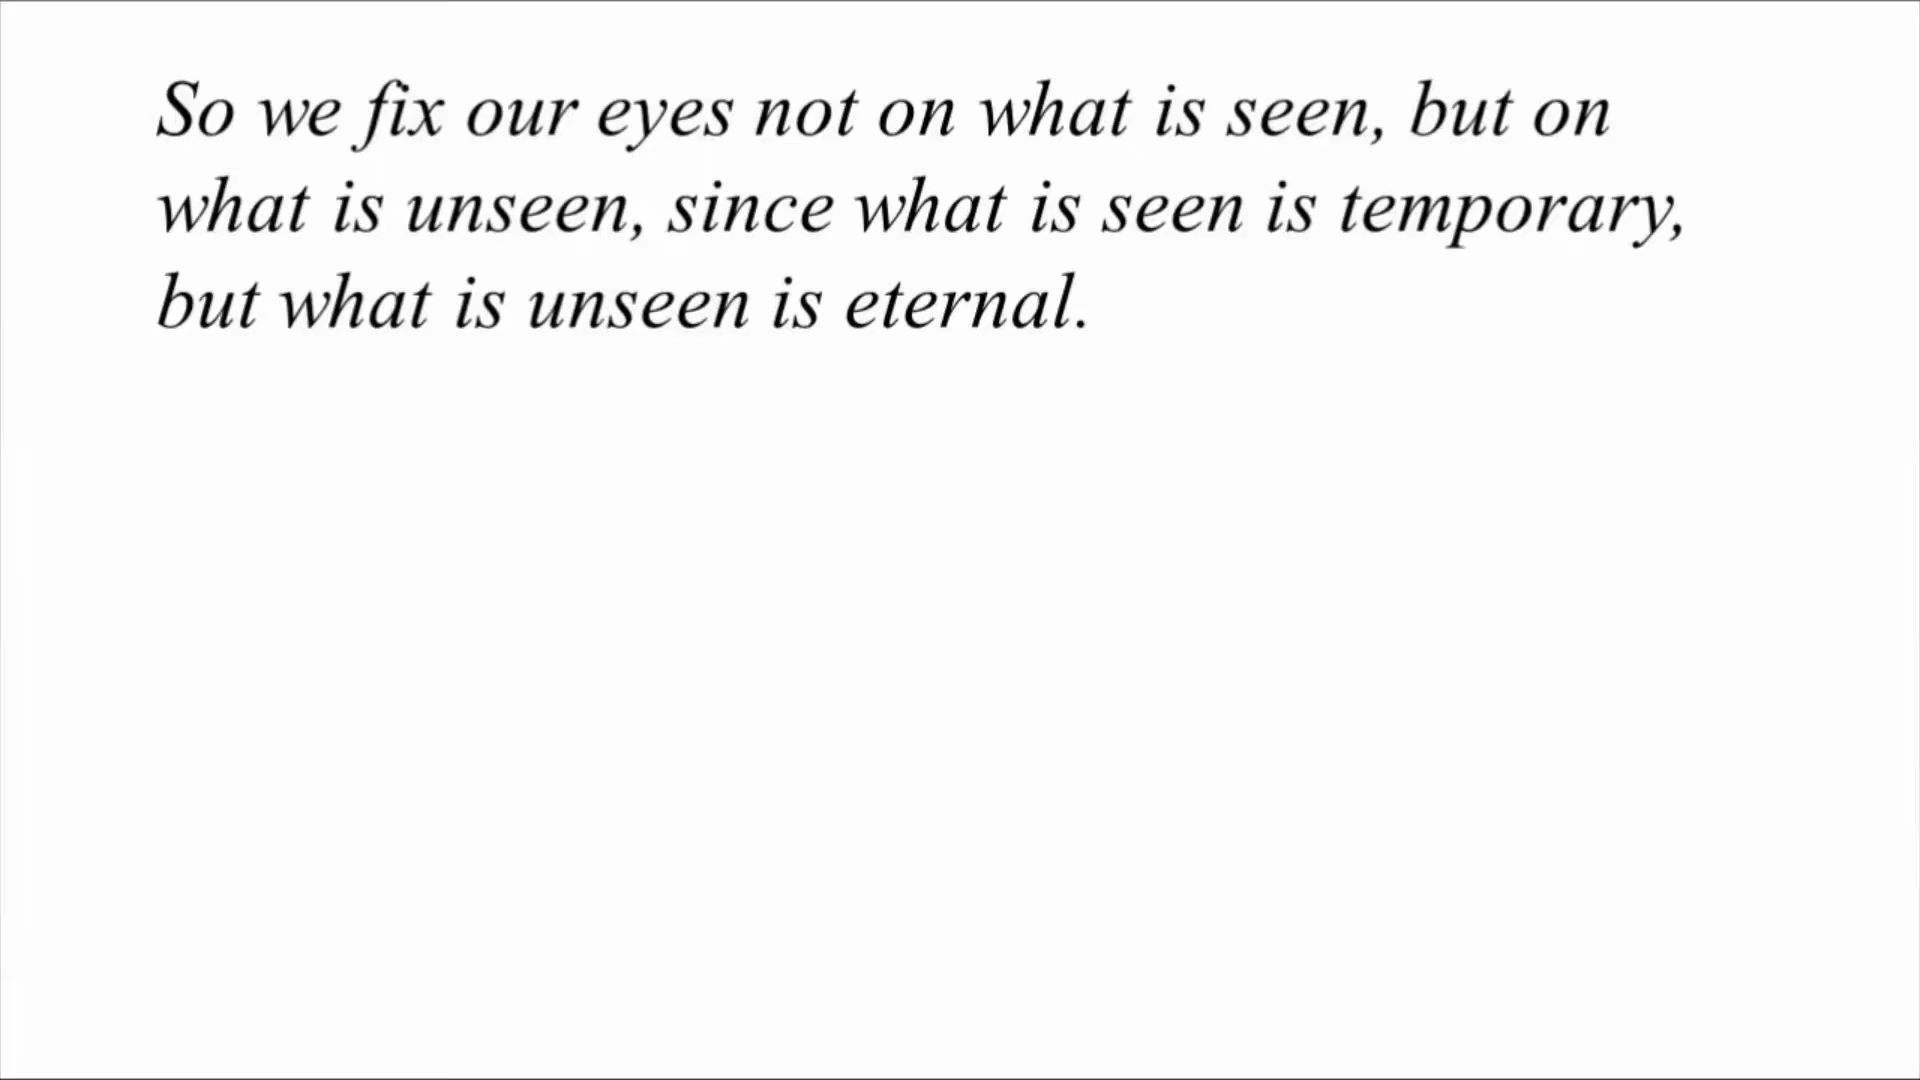 So we fix our eyes not on what is seen, but on
what is unseen, since what is seen is temporary,
but what is unseen is eternal.